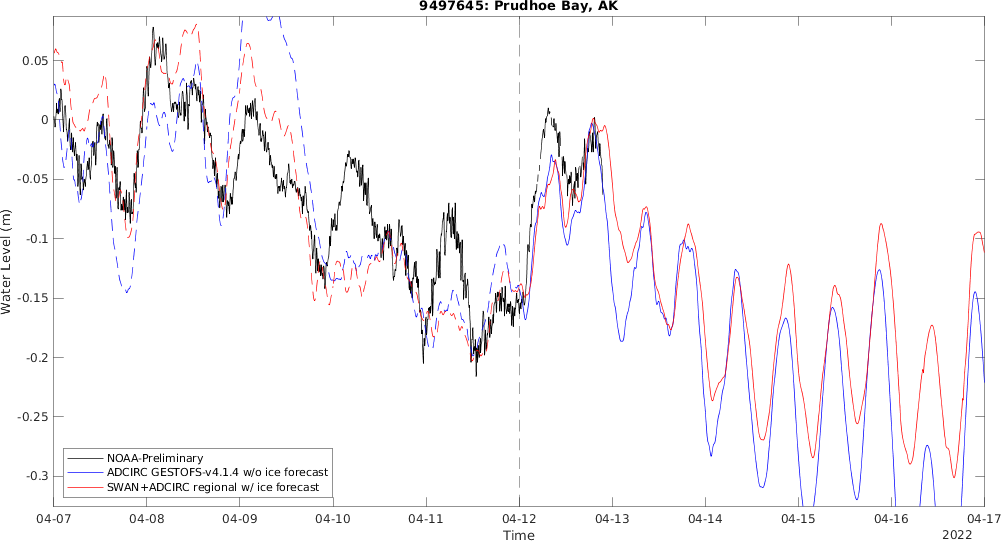 9497645: Prudhoe Bay, AK
0.05
0
-0.05
-0.1
-0.15
-0.2
-0.25
-0.3
Water Level (m)
NOAA-Preliminary
ADCIRC GESTOFS-v4.1.4 w/o ice forecast
SWAN+ADCIRC regional w/ ice forecast
04-07 04-08 04-09 04-10 04-11 04-12 04-13 04-14 04-15 04-16 04-17
Time
2022